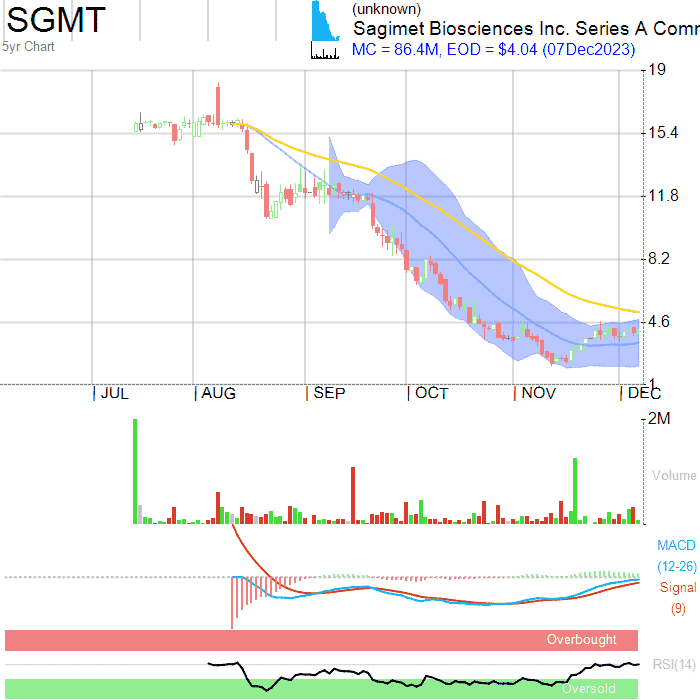 SGMT
5yr Chart
(unknown)
Sagimet Biosciences Inc. Series A Comm
MC = 86.4M, EOD = $4.04 (07Dec2023)
19
15.4
11.8
8.2
4.6
1
JUL AUG SEP OCT NOV DEC
2M
Volume
MACD
(12-26)
Signal
(9)
Overbought
RSI(14)
Oversold